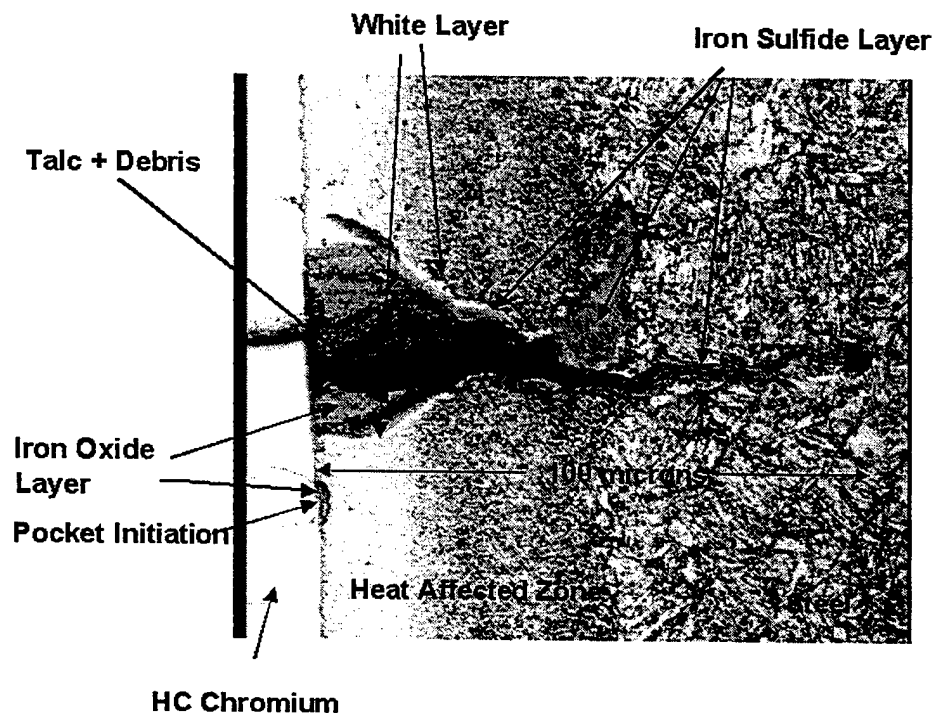 White Layer
Iron Sulfide Layer
Talc + Debris
Iron Oxide
Layer
100 microns
Pocket Initiation
Heat Affected Zone
Steel
HC Chromium